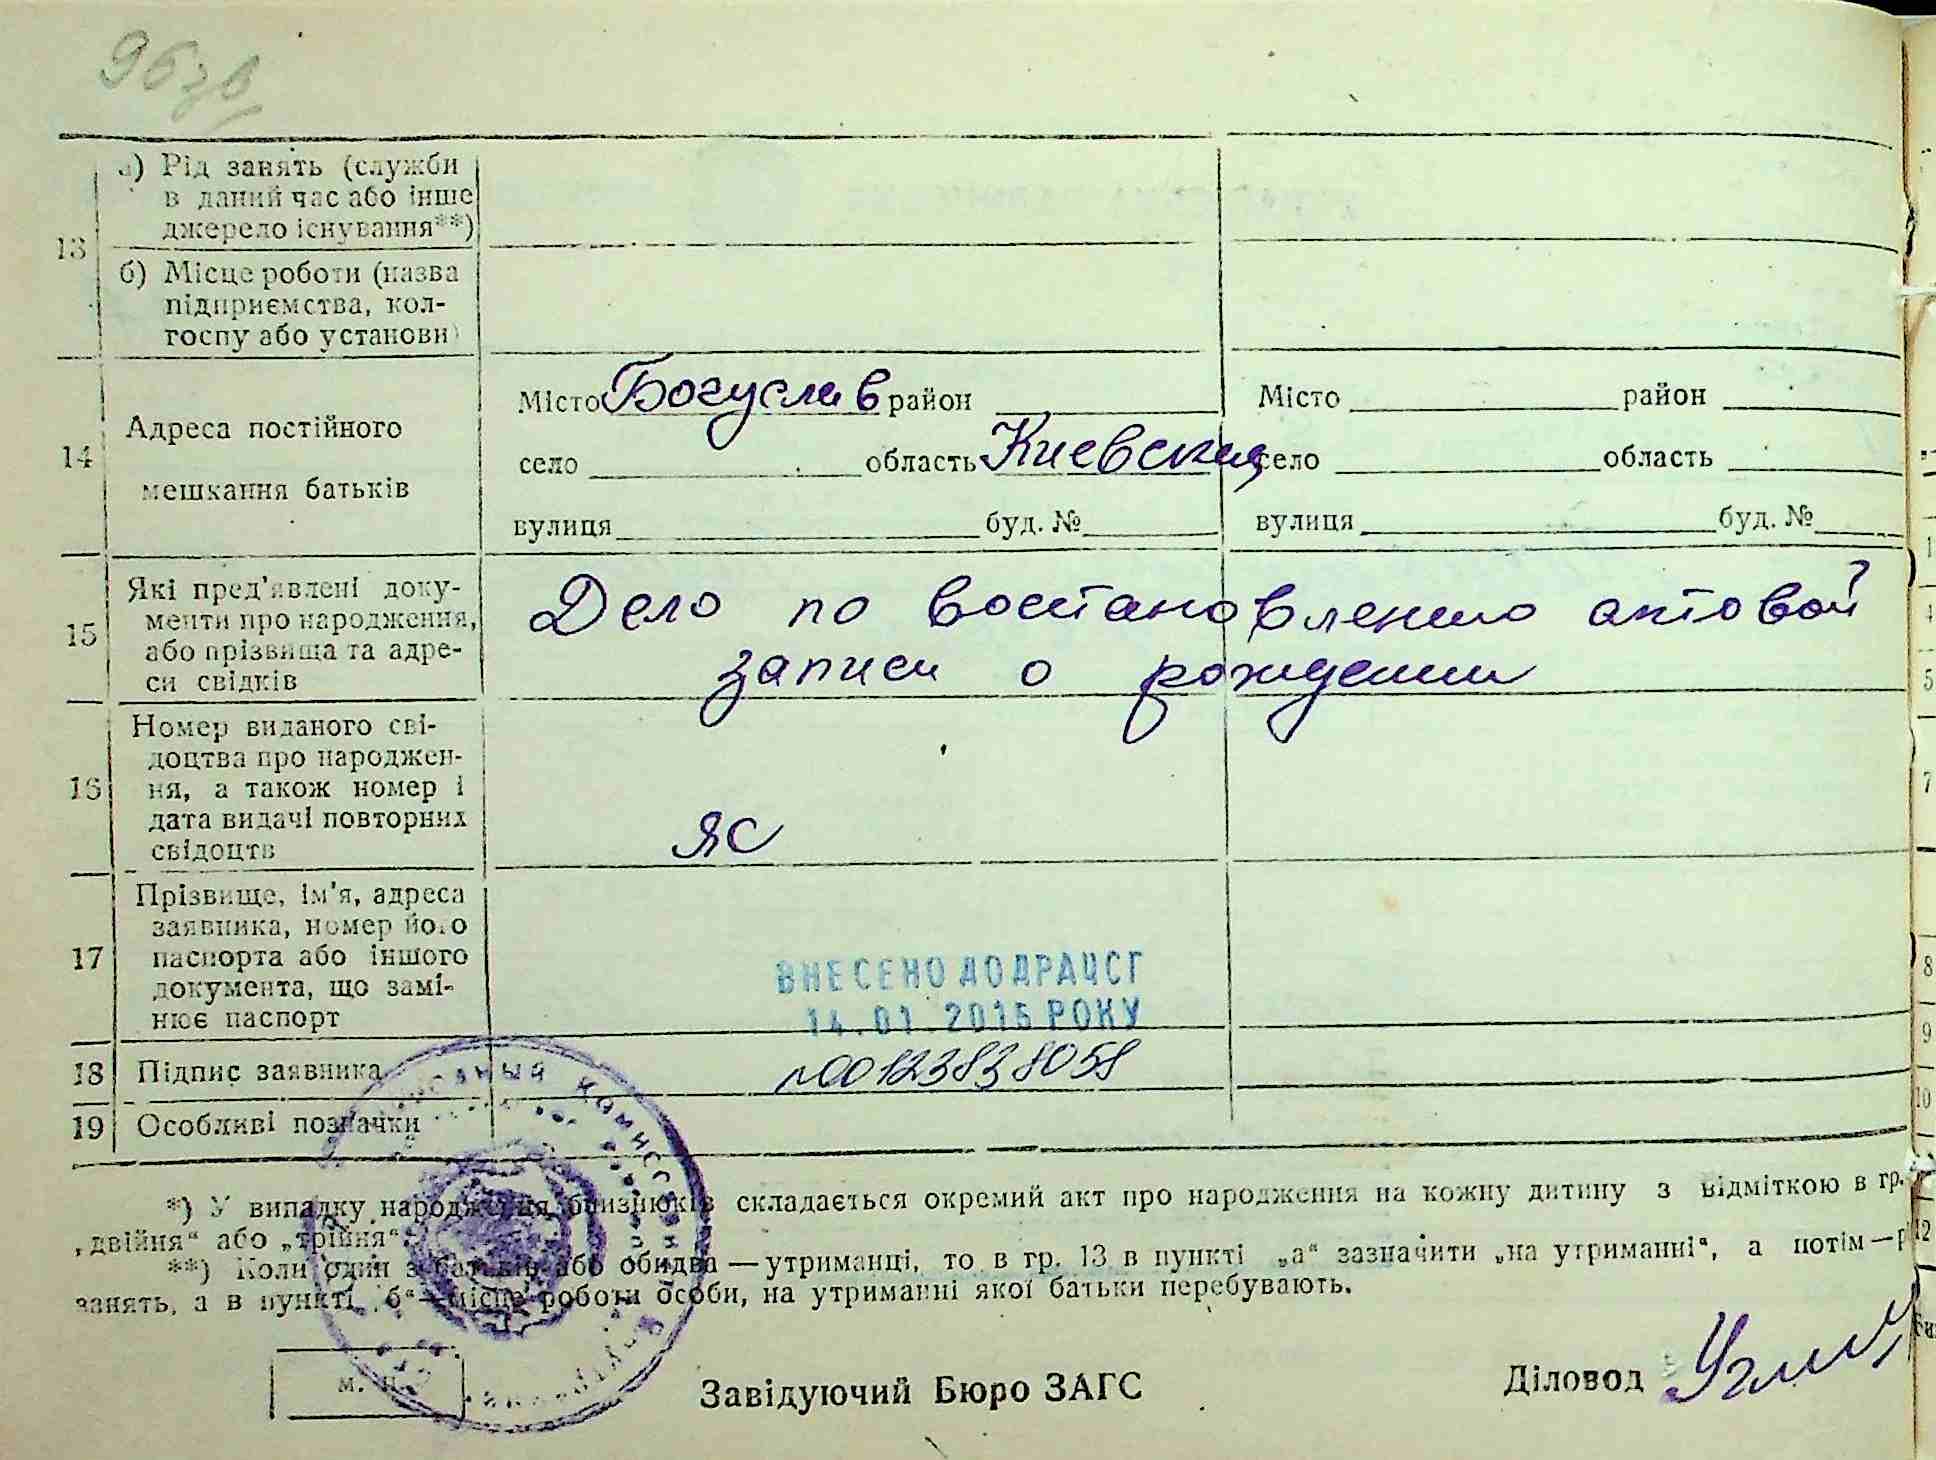 13
а) Рід занять (служби
в даний час або інше
джерело існування**)
б) Місце роботи (назва
підприємства, кол-
госпу або установи)
14
Адреса постійного
мешкання батьків
Місто Богуслав район
село область Киевская
вулиця буд. №
Місто район
село область
вулиця буд. №
15
Які пред'явлені доку-
менти про народження,
або прізвища та адре-
си свідків
Дело по востановлению актовой
записи о рождении
16
Номер виданого сві-
доцтва про народжен-
ня, а також номер і
дата видачі повторних
свідоцтв
ЯС
17
Прізвище, ім'я, адреса
заявника, номер його
паспорта або іншого
документа, що замі-
нює паспорт
ВНЕСЕНО ДО ДРАЦСГ
14.01.2015 РОКУ
18 Підпис заявника
№00123838058
19 Особливі позначки
*) У випадку народження близнюків складається окремий акт про народження на кожну дитину з відміткою в гр.
„двійня“ або „трійня“.
**) Коли один з батьків або обидва — утриманці, то в гр. 13 в пункті „а“ зазначити „на утриманні“, а потім — р
занять, а в пункті „б“ — місце роботи особи, на утриманні якої батьки перебувають.
м. п.
Завідуючий Бюро ЗАГС
Діловод